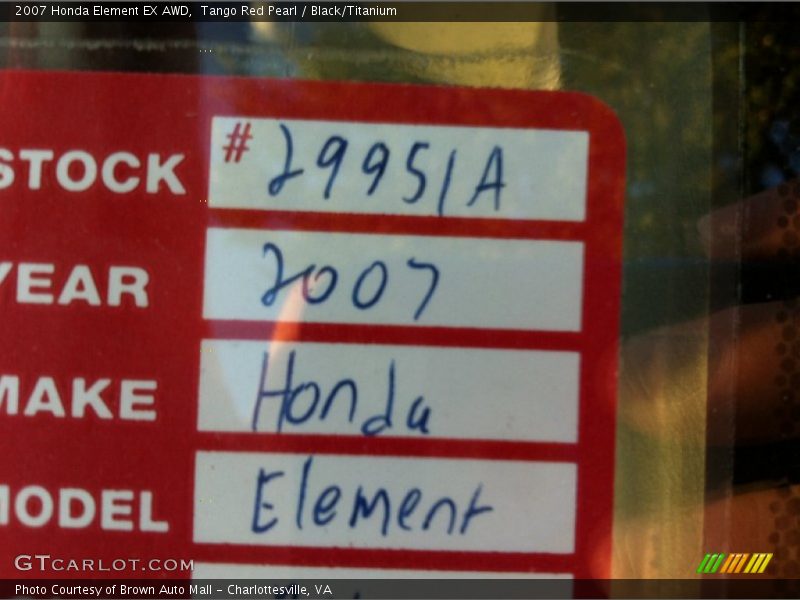 2007 Honda Element EX AWD, Tango Red Pearl / Black/Titanium
STOCK # 29951A
YEAR 2007
MAKE Honda
MODEL Element
GTCARLOT.COM
Photo Courtesy of Brown Auto Mall - Charlottesville, VA